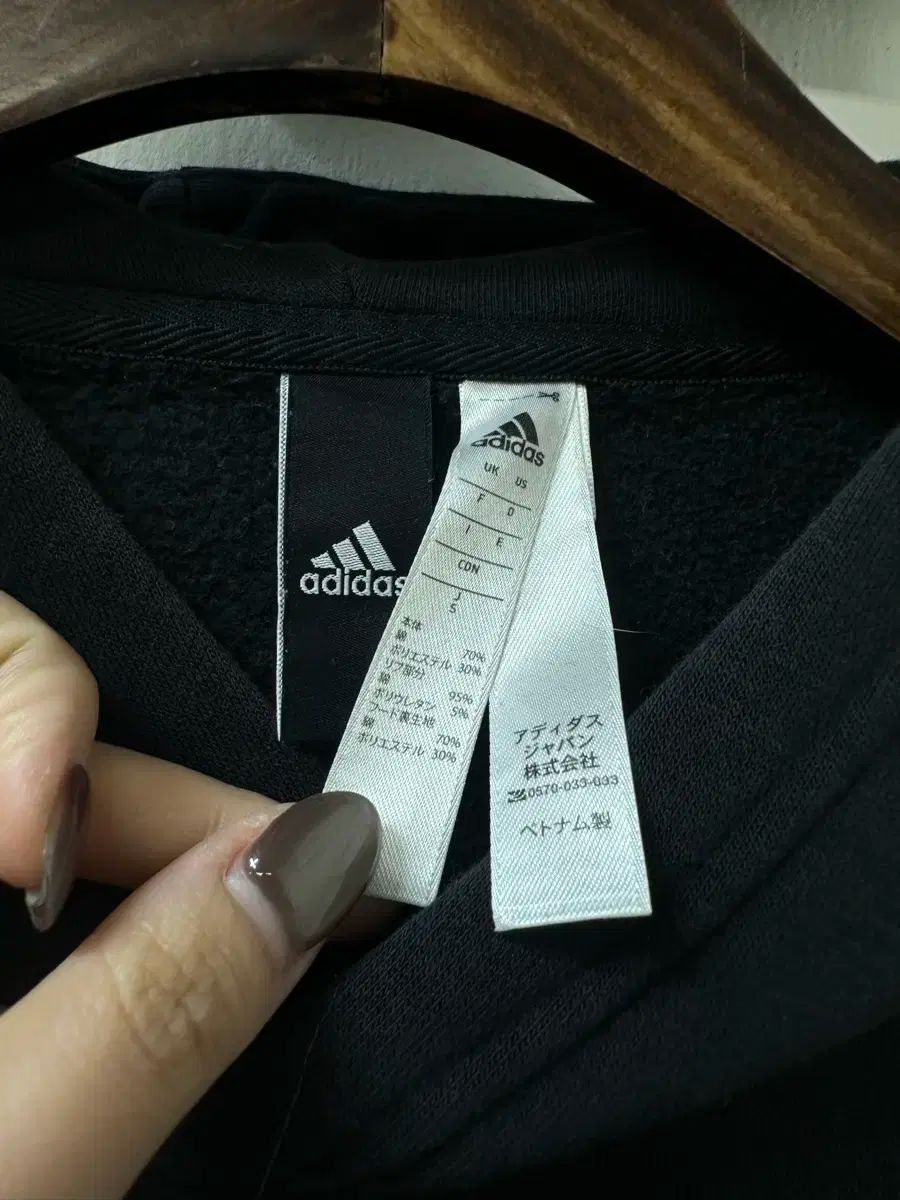 adidas
adidas
UK US
F D
I E
CDN
J
S
本体
綿 70%
ポリエステル 30%
リブ部分
綿 95%
ポリウレタン 5%
フード裏生地
綿 70%
ポリエステル 30%
アディダス
ジャパン
株式会社
0570-033-033
ベトナム製